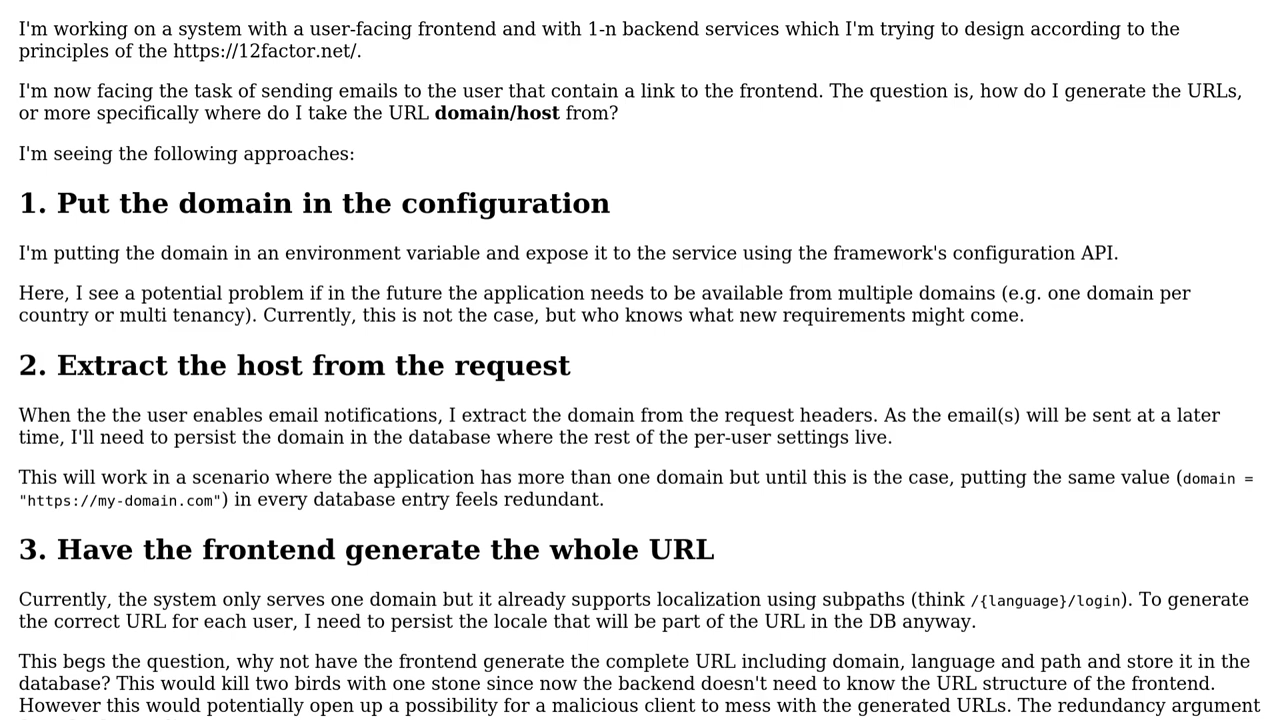 I'm working on a system with a user-facing frontend and with 1-n backend services which I'm trying to design according to the
principles of the https://12factor.net/.
I'm now facing the task of sending emails to the user that contain a link to the frontend. The question is, how do I generate the URLs,
or more specifically where do I take the URL domain/host from?
I'm seeing the following approaches:
1. Put the domain in the configuration
I'm putting the domain in an environment variable and expose it to the service using the framework's configuration API.
Here, I see a potential problem if in the future the application needs to be available from multiple domains (e.g. one domain per
country or multi tenancy). Currently, this is not the case, but who knows what new requirements might come.
2. Extract the host from the request
When the the user enables email notifications, I extract the domain from the request headers. As the email(s) will be sent at a later
time, I'll need to persist the domain in the database where the rest of the per-user settings live.
This will work in a scenario where the application has more than one domain but until this is the case, putting the same value (domain =
"https://my-domain.com") in every database entry feels redundant.
3. Have the frontend generate the whole URL
Currently, the system only serves one domain but it already supports localization using subpaths (think /{language}/login). To generate
the correct URL for each user, I need to persist the locale that will be part of the URL in the DB anyway.
This begs the question, why not have the frontend generate the complete URL including domain, language and path and store it in the
database? This would kill two birds with one stone since now the backend doesn't need to know the URL structure of the frontend.
However this would potentially open up a possibility for a malicious client to mess with the generated URLs. The redundancy argument